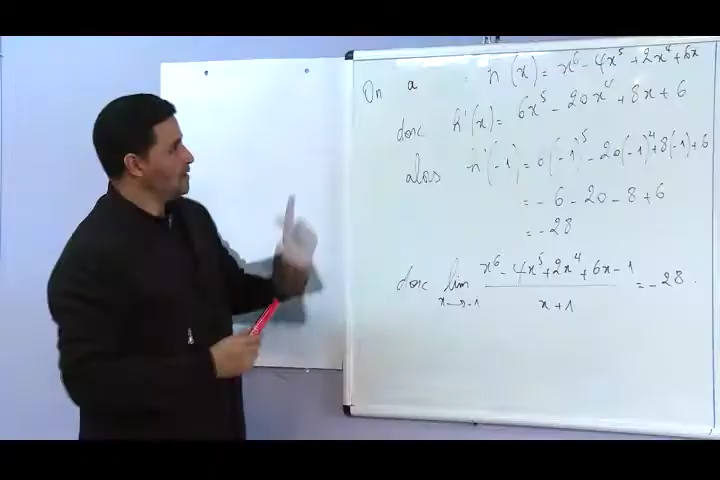 On a : h(x) = x⁶ - 4x⁵ + 2x⁴ + 6x
donc h'(x) = 6x⁵ - 20x⁴ + 8x + 6
alors h'(-1) = 6(-1)⁵ - 20(-1)⁴ + 8(-1) + 6
= -6 - 20 - 8 + 6
= -28
donc lim x→-1 (x⁶ - 4x⁵ + 2x⁴ + 6x - 1)/(x + 1) = -28.